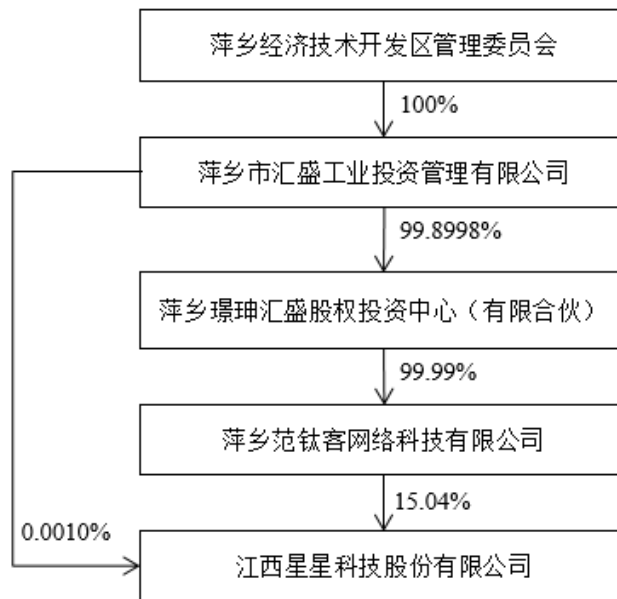 萍乡经济技术开发区管理委员会
100%
萍乡市汇盛工业投资管理有限公司
99.8998%
萍乡璟珅汇盛股权投资中心（有限合伙）
99.99%
萍乡范钛客网络科技有限公司
15.04%
0.0010%
江西星星科技股份有限公司